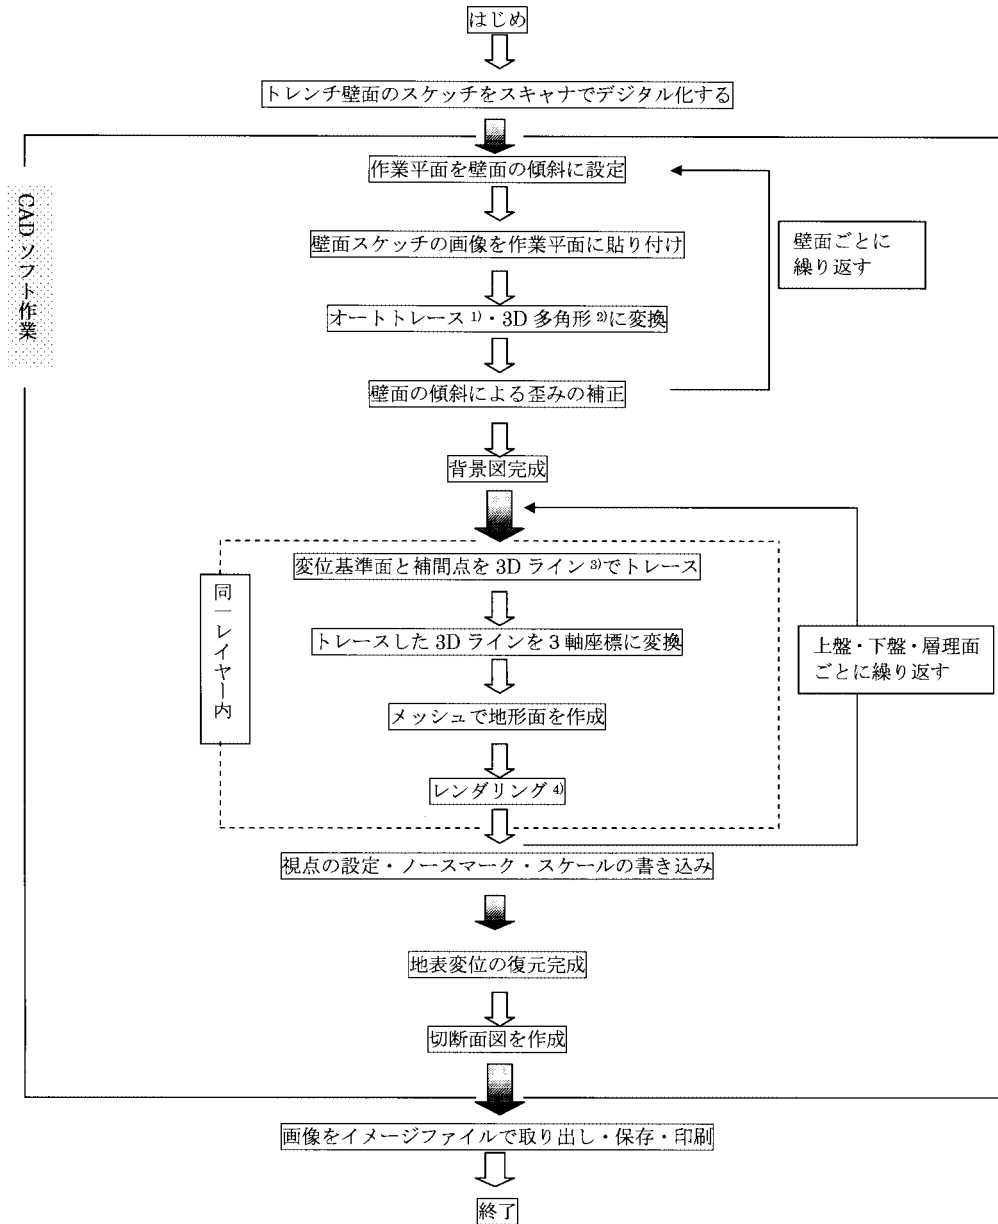 はじめ
トレンチ壁面のスケッチをスキャナでデジタル化する
CADソフト作業
作業平面を壁面の傾斜に設定
壁面スケッチの画像を作業平面に貼り付け
壁面ごとに
繰り返す
オートトレース1)・3D 多角形2)に変換
壁面の傾斜による歪みの補正
背景図完成
同一レイヤー内
変位基準面と補間点を 3D ライン3)でトレース
トレースした 3D ラインを 3 軸座標に変換
上盤・下盤・層理面
ごとに繰り返す
メッシュで地形面を作成
レンダリング4)
視点の設定・ノースマーク・スケールの書き込み
地表変位の復元完成
切断面図を作成
画像をイメージファイルで取り出し・保存・印刷
終了